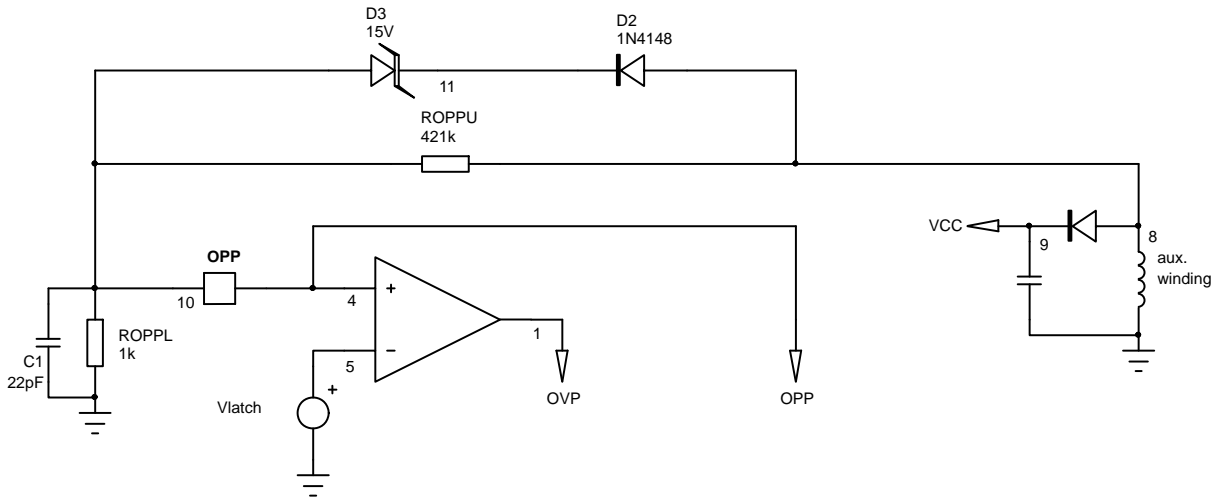 D3
15V
D2
1N4148
11
ROPPU
421k
VCC
9
8
aux.
winding
OPP
10
4
+
ROPPL
1k
C1
22pF
5
−
1
+
Vlatch
OVP
OPP